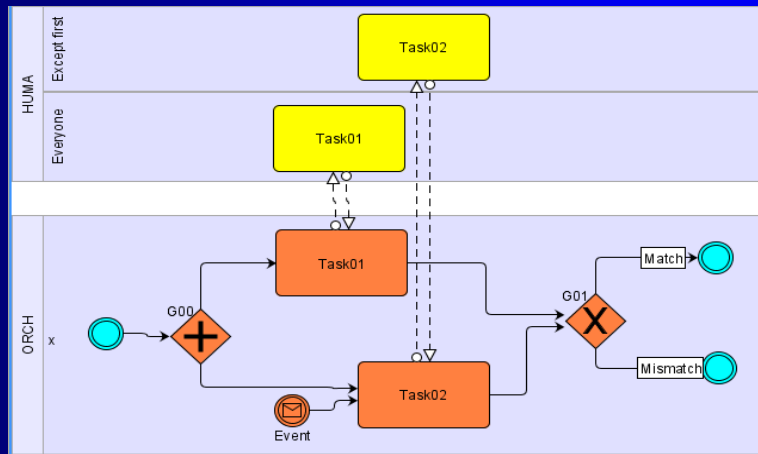 HUMA
Except first
Task02
Everyone
Task01
ORCH
x
G00
Task01
Task02
Event
G01
X
Match
Mismatch